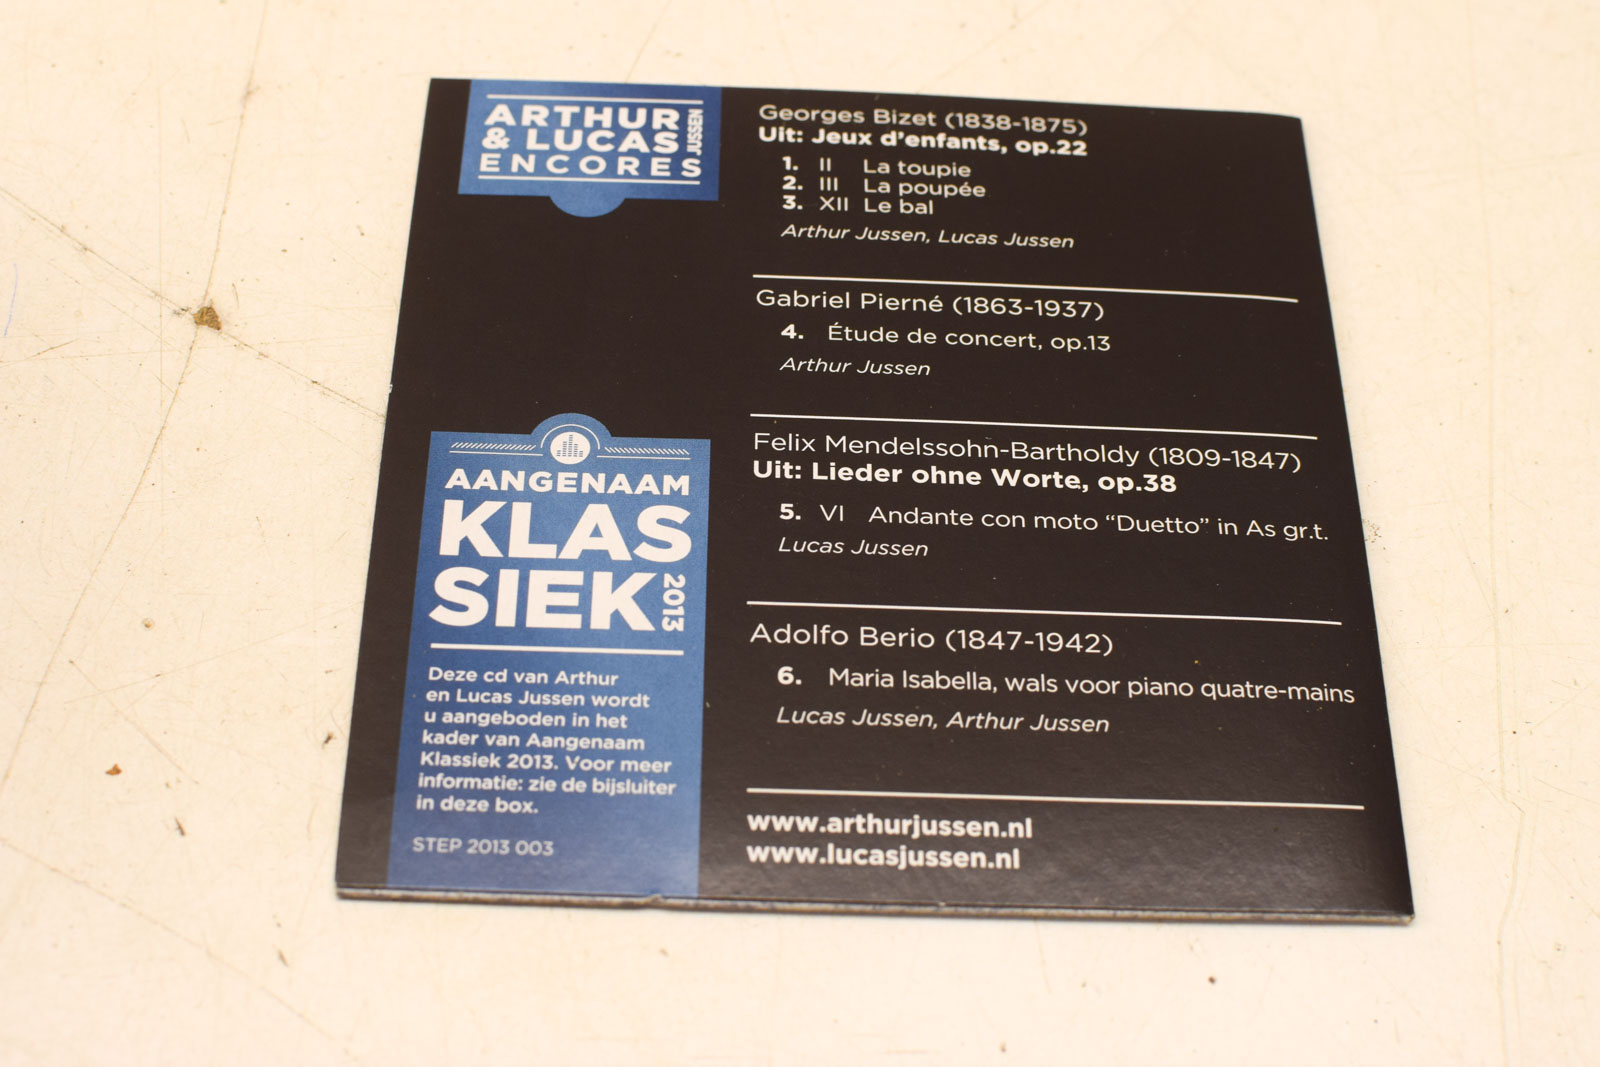 ARTHUR
& LUCAS
JUSSEN
ENCORES
Georges Bizet (1838-1875)
Uit: Jeux d'enfants, op.22
1. II La toupie
2. III La poupée
3. XII Le bal
Arthur Jussen, Lucas Jussen
Gabriel Pierné (1863-1937)
4. Étude de concert, op.13
Arthur Jussen
Felix Mendelssohn-Bartholdy (1809-1847)
Uit: Lieder ohne Worte, op.38
5. VI Andante con moto “Duetto” in As gr.t.
Lucas Jussen
Adolfo Berio (1847-1942)
6. Maria Isabella, wals voor piano quatre-mains
Lucas Jussen, Arthur Jussen
www.arthurjussen.nl
www.lucasjussen.nl
AANGENAAM
KLAS
SIEK
2013
Deze cd van Arthur
en Lucas Jussen wordt
u aangeboden in het
kader van Aangenaam
Klassiek 2013. Voor meer
informatie: zie de bijsluiter
in deze box.
STEP 2013 003